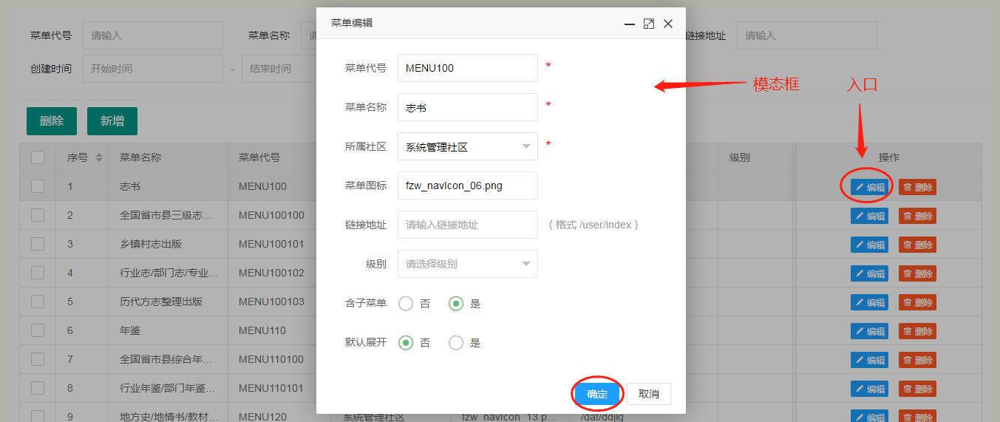 菜单编辑
菜单代号 请输入 菜单名称 链接地址 请输入
创建时间 开始时间 - 结束时间
菜单代号 MENU100 *
模态框 入口
菜单名称 志书 *
删除 新增
所属社区 系统管理社区 *
序号 菜单名称 菜单代号 级别 操作
菜单图标 fzw_navIcon_06.png
链接地址 请输入链接地址 ( 格式 /user/index )
级别 请选择级别
含子菜单 否 是
默认展开 否 是
确定 取消
1 志书 MENU100 编辑 删除
2 全国省市县三级志... MENU100100 编辑 删除
3 乡镇村志出版 MENU100101 编辑 删除
4 行业志/部门志/专业... MENU100102 编辑 删除
5 历代方志整理出版 MENU100103 编辑 删除
6 年鉴 MENU110 编辑 删除
7 全国省市县综合年... MENU110100 编辑 删除
8 行业年鉴/部门年鉴... MENU110101 编辑 删除
9 地方史/地情书/教材... MENU120 系统管理社区 fzw_navIcon_13.p... /dat/ddjlg 编辑 删除